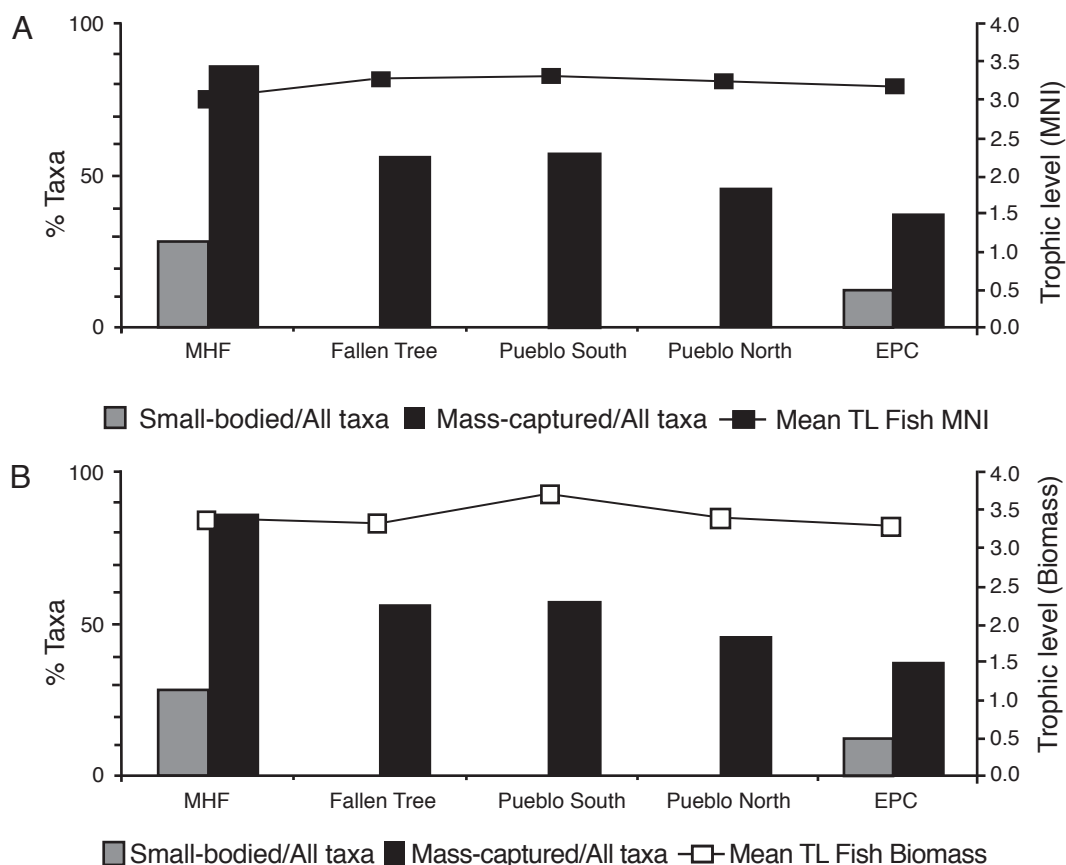 A
100
50
0
% Taxa
4.0
3.5
3.0
2.5
2.0
1.5
1.0
0.5
0.0
Trophic level (MNI)
MHF Fallen Tree Pueblo South Pueblo North EPC
Small-bodied/All taxa Mass-captured/All taxa Mean TL Fish MNI
B
100
50
0
% Taxa
4.0
3.5
3.0
2.5
2.0
1.5
1.0
0.5
0.0
Trophic level (Biomass)
MHF Fallen Tree Pueblo South Pueblo North EPC
Small-bodied/All taxa Mass-captured/All taxa Mean TL Fish Biomass